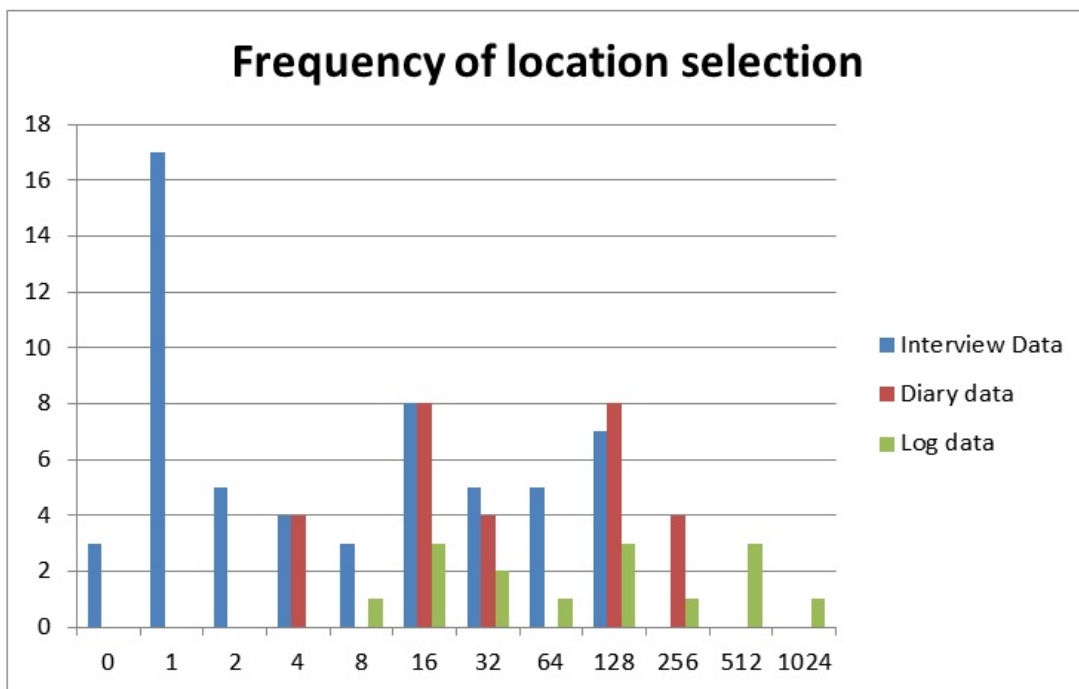 Frequency of location selection
18
16
14
12
10
8
6
4
2
0
0 1 2 4 8 16 32 64 128 256 512 1024
Interview Data
Diary data
Log data